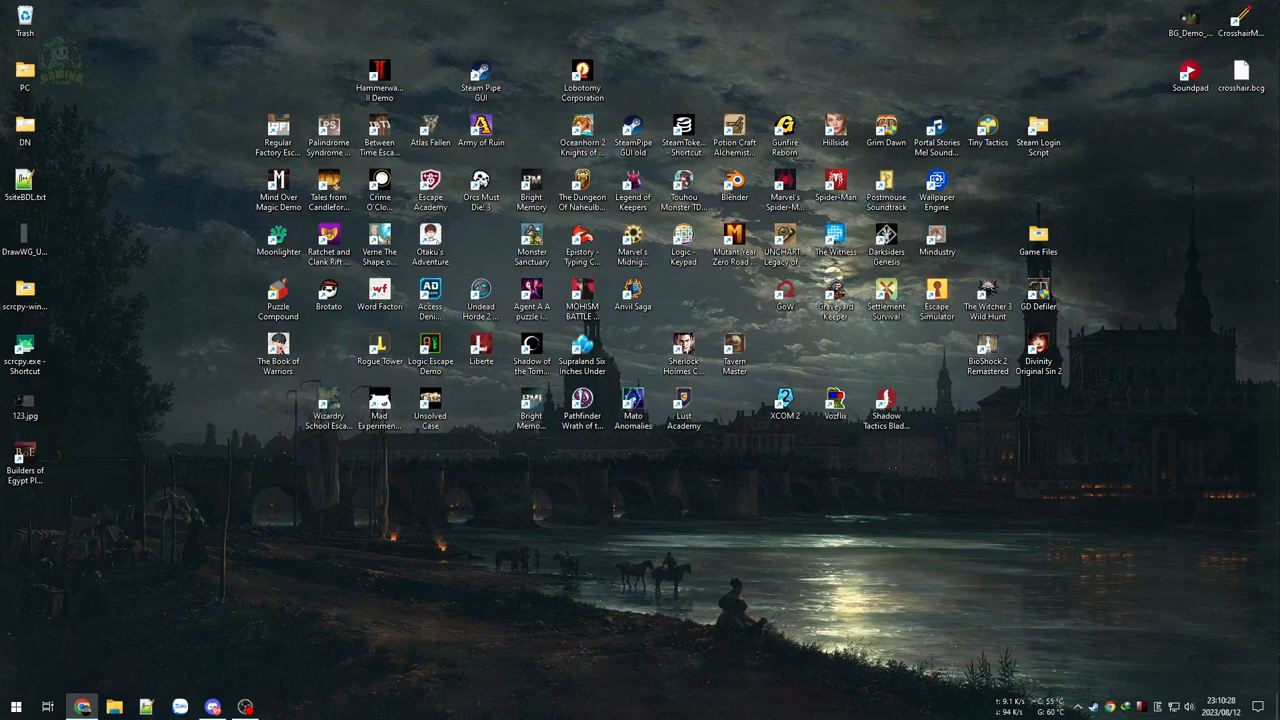 Trash
BG_Demo_...
CrosshairM...
PC
Hammerwa...
II Demo
Steam Pipe
GUI
Lobotomy
Corporation
Soundpad
crosshair.bcg
DN
Regular
Factory Esc...
Palindrome
Syndrome ...
Between
Time Esca...
Atlas Fallen
Army of Ruin
Oceanhorn 2
Knights of ...
SteamPipe
GUI old
SteamToke...
- Shortcut
Potion Craft
Alchemist...
Gunfire
Reborn
Hillside
Grim Dawn
Portal Stories
Mel Sound...
Tiny Tactics
Steam Login
Script
5siteBDL.txt
Mind Over
Magic Demo
Tales from
Candlefor...
Crime
O'Clo...
Escape
Academy
Orcs Must
Die! 3
Bright
Memory
The Dungeon
Of Naheulb...
Legend of
Keepers
Touhou
Monster TD...
Blender
Marvel's
Spider-M...
Spider-Man
Postmouse
Soundtrack
Wallpaper
Engine
DrawWG_U...
Moonlighter
Ratchet and
Clank Rift ...
Verne The
Shape o...
Otaku's
Adventure
Monster
Sanctuary
Epistory -
Typing C...
Marvel's
Midnig...
Logic -
Keypad
Mutant Year
Zero Road ...
UNCHART...
Legacy of ...
The Witness
Darksiders
Genesis
Mindustry
Game Files
scrcpy-win...
Puzzle
Compound
Brotato
Word Factori
Access
Deni...
Undead
Horde 2 ...
Agent A A
puzzle i...
MOHISM
BATTLE ...
Anvil Saga
GoW
Graveyard
Keeper
Settlement
Survival
Escape
Simulator
The Witcher 3
Wild Hunt
GD Defiler
scrcpy.exe -
Shortcut
The Book of
Warriors
Rogue Tower
Logic Escape
Demo
Liberte
Shadow of
the Tom...
Supraland Six
Inches Under
Sherlock
Holmes C...
Tavern
Master
BioShock 2
Remastered
Divinity
Original Sin 2
123.jpg
Wizardry
School Esca...
Mad
Experimen...
Unsolved
Case
Bright
Memo...
Pathfinder
Wrath of t...
Mato
Anomalies
Lust
Academy
XCOM 2
Vozflix
Shadow
Tactics Blad...
Builders of
Egypt Pl...
↑: 9.1 K/s C: 55 °C
↓: 94 K/s G: 60 °C
23:10:28
2023/08/12